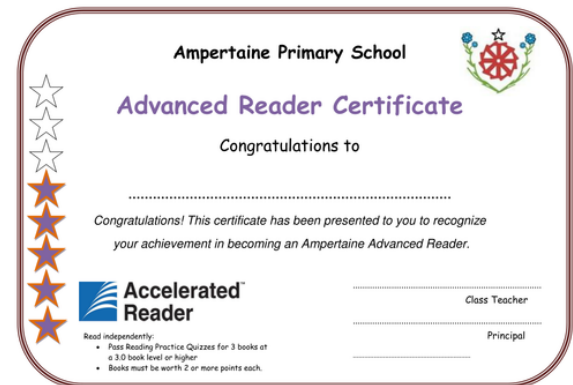 Ampertaine Primary School
Advanced Reader Certificate
Congratulations to
................................................................................
Congratulations! This certificate has been presented to you to recognize
your achievement in becoming an Ampertaine Advanced Reader.
Accelerated™
Reader
Read independently:
• Pass Reading Practice Quizzes for 3 books at
a 3.0 book level or higher
• Books must be worth 2 or more points each.
................................................................................
Class Teacher
................................................................................
Principal
..................................................